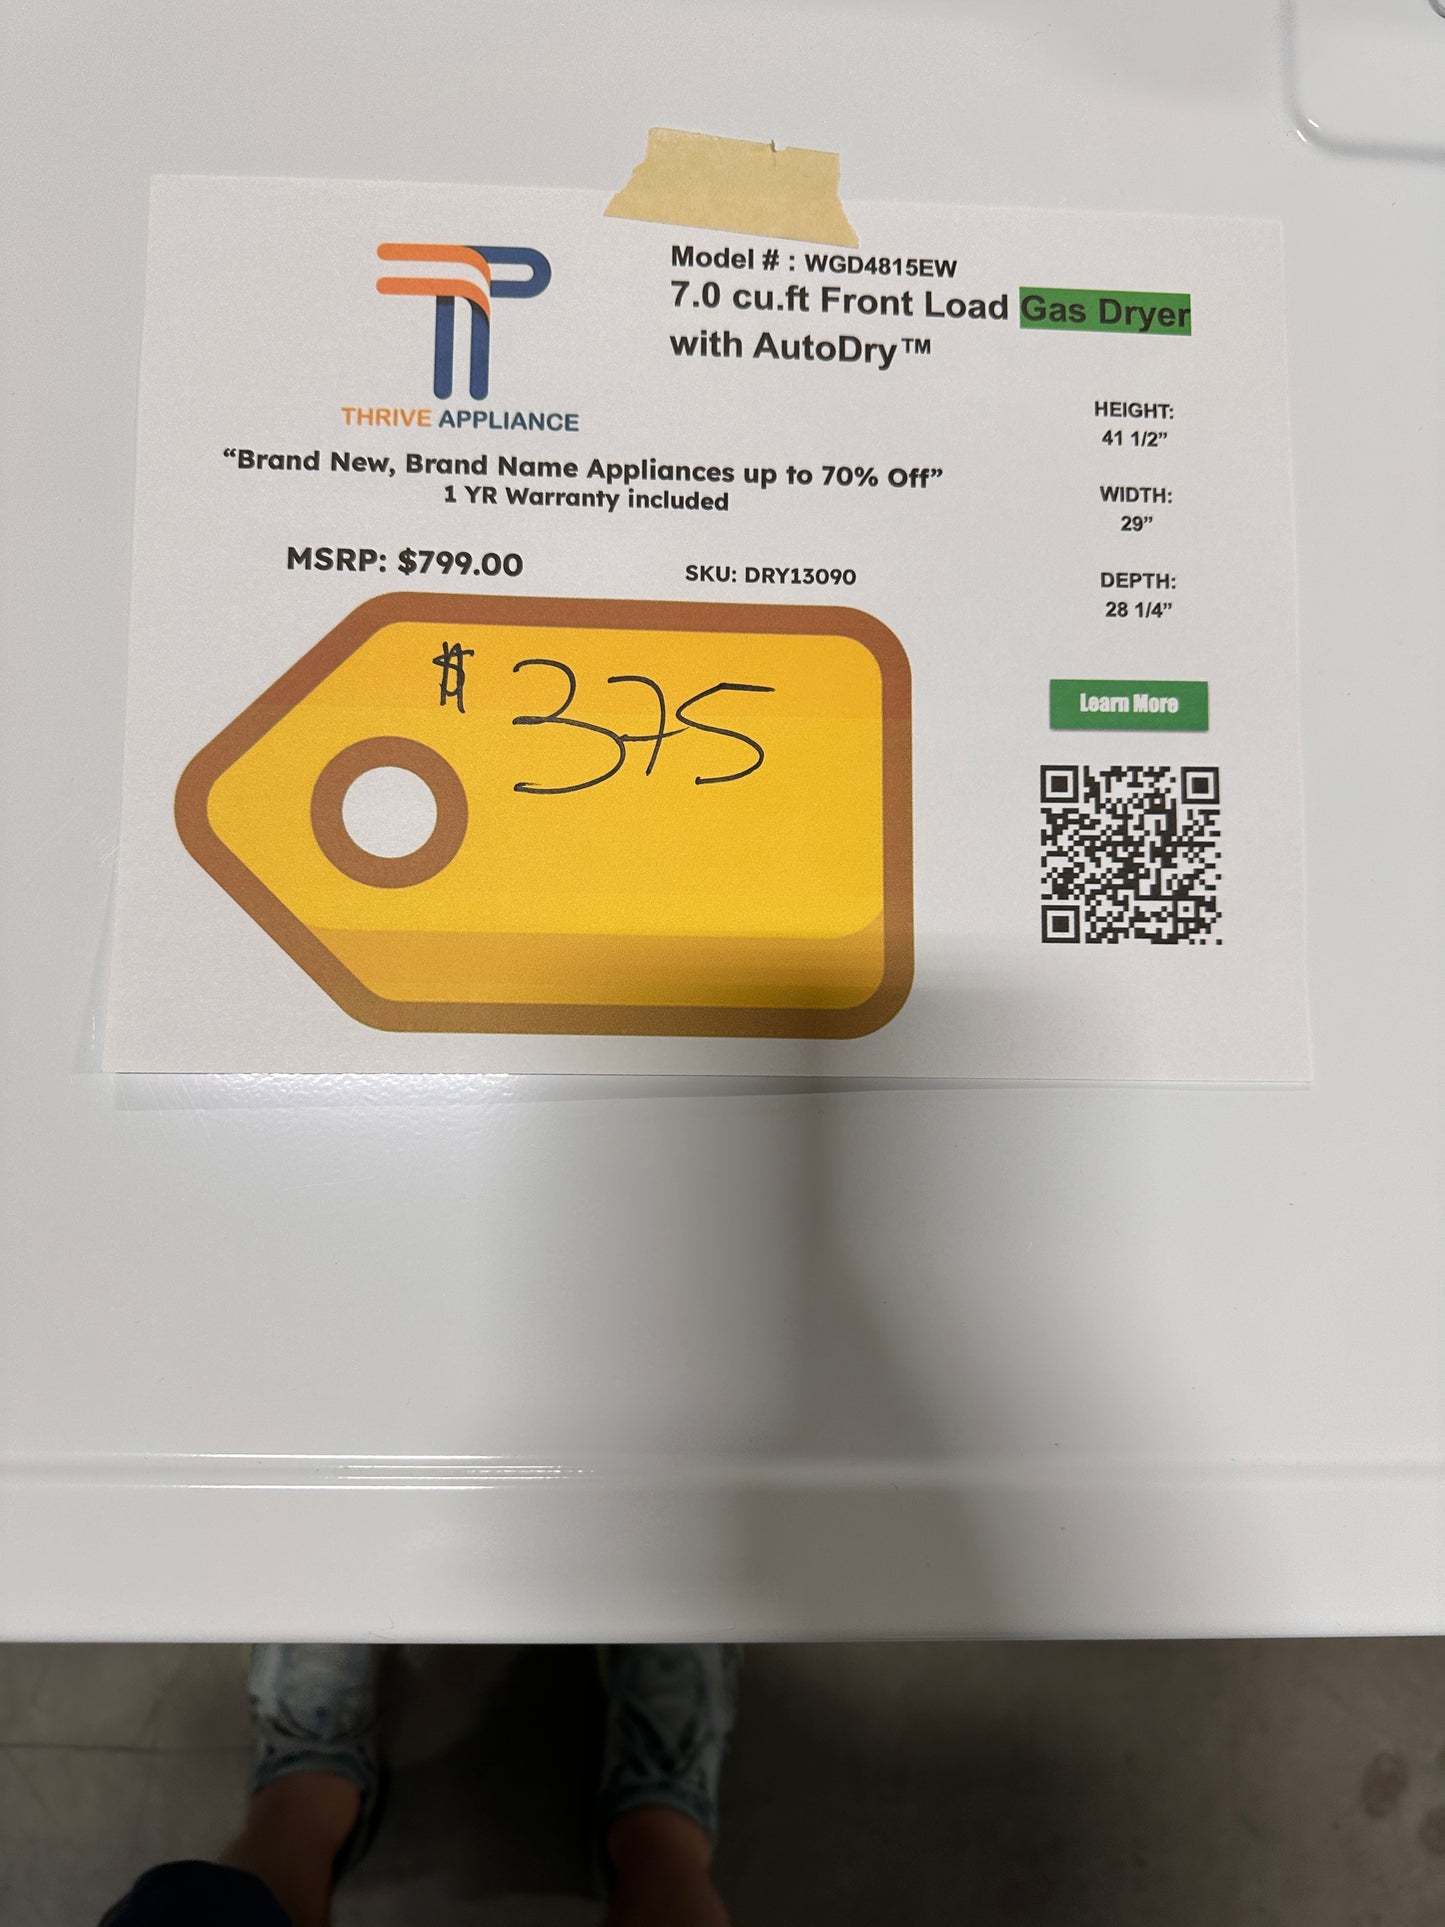 Model # : WGD4815EW
7.0 cu.ft Front Load Gas Dryer
with AutoDry™
THRIVE APPLIANCE
“Brand New, Brand Name Appliances up to 70% Off”
1 YR Warranty included
MSRP: $799.00
SKU: DRY13090
$375
HEIGHT:
41 1/2”
WIDTH:
29”
DEPTH:
28 1/4”
Learn More